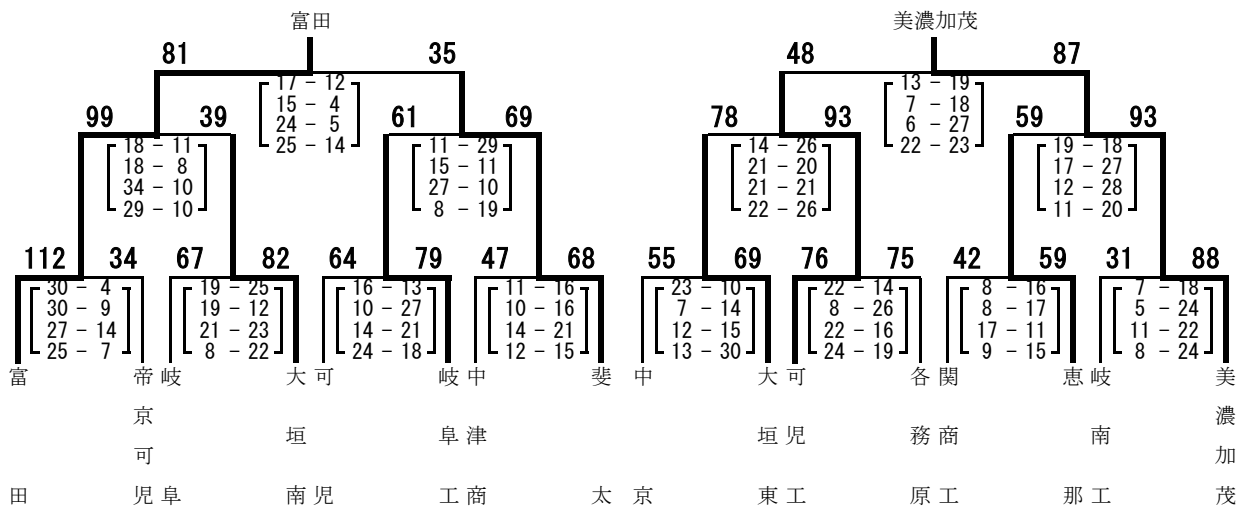 富田 美濃加茂
81 35 48 87
17 - 12 13 - 19
15 - 4 7 - 18
24 - 5 6 - 27
25 - 14 22 - 23
99 39 61 69 78 93 59 93
18 - 11 11 - 29 14 - 26 19 - 18
18 - 8 15 - 11 21 - 20 17 - 27
34 - 10 27 - 10 21 - 21 12 - 28
29 - 10 8 - 19 22 - 26 11 - 20
112 34 67 82 64 79 47 68 55 69 76 75 42 59 31 88
30 - 4 19 - 25 16 - 13 11 - 16 23 - 10 22 - 14 8 - 16 7 - 18
30 - 9 19 - 12 10 - 27 10 - 16 7 - 14 8 - 26 8 - 17 5 - 24
27 - 14 21 - 23 14 - 21 14 - 21 12 - 15 22 - 16 17 - 11 11 - 22
25 - 7 8 - 22 24 - 18 12 - 15 13 - 30 24 - 19 9 - 15 8 - 24
富田 帝京可児 岐阜 大垣南 可児 岐阜工 中津商 斐太 中京 大垣東 可児工 各務原 関商工 恵那 岐南工 美濃加茂